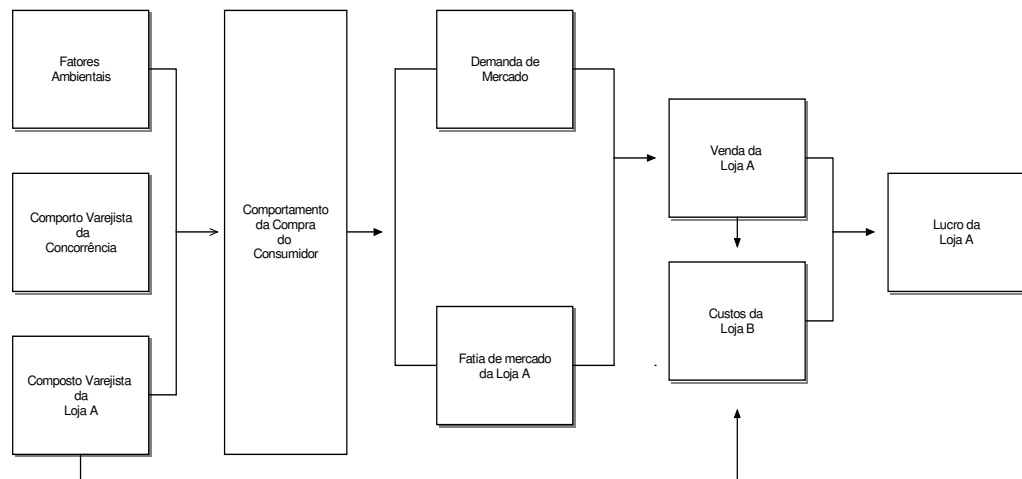 Fatores
Ambientais
Comporto Varejista
da
Concorrência
Composto Varejista
da
Loja A
Comportamento
da Compra
do
Consumidor
Demanda de
Mercado
Fatia de mercado
da Loja A
Venda da
Loja A
Custos da
Loja B
Lucro da
Loja A